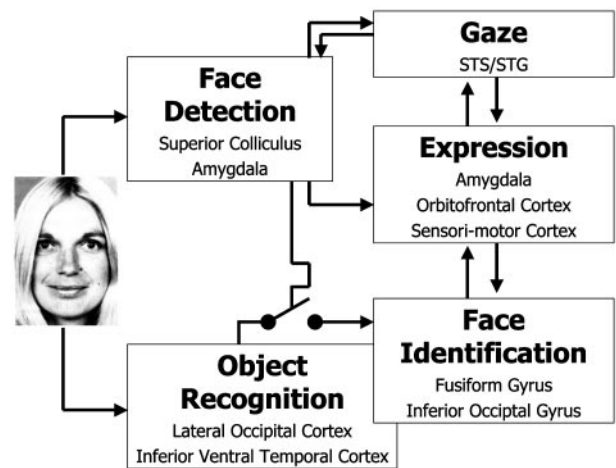 Gaze
STS/STG
Face
Detection
Superior Colliculus
Amygdala
Expression
Amygdala
Orbitofrontal Cortex
Sensori-motor Cortex
Face
Identification
Fusiform Gyrus
Inferior Occiptal Gyrus
Object
Recognition
Lateral Occipital Cortex
Inferior Ventral Temporal Cortex